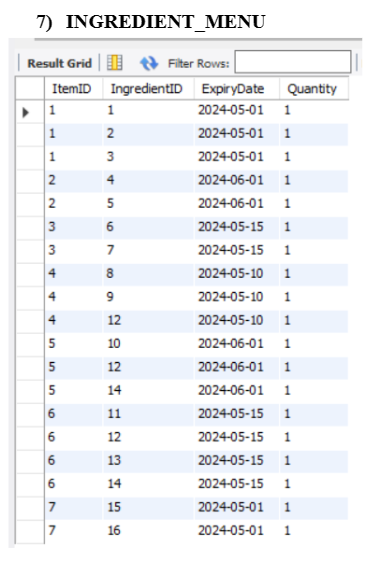 7) INGREDIENT_MENU
Result Grid Filter Rows:
ItemID IngredientID ExpiryDate Quantity
1 1 2024-05-01 1
1 2 2024-05-01 1
1 3 2024-05-01 1
2 4 2024-06-01 1
2 5 2024-06-01 1
3 6 2024-05-15 1
3 7 2024-05-15 1
4 8 2024-05-10 1
4 9 2024-05-10 1
4 12 2024-05-10 1
5 10 2024-06-01 1
5 12 2024-06-01 1
5 14 2024-06-01 1
6 11 2024-05-15 1
6 12 2024-05-15 1
6 13 2024-05-15 1
6 14 2024-05-15 1
7 15 2024-05-01 1
7 16 2024-05-01 1